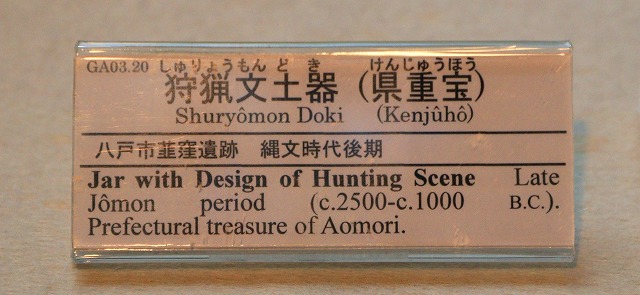 GA03.20 しゅりょうもん ど き けんじゅうほう
狩猟文土器（県重宝）
Shuryômon Doki (Kenjûhô)
八戸市韮窪遺跡 縄文時代後期
Jar with Design of Hunting Scene Late
Jômon period (c.2500-c.1000 B.C.).
Prefectural treasure of Aomori.